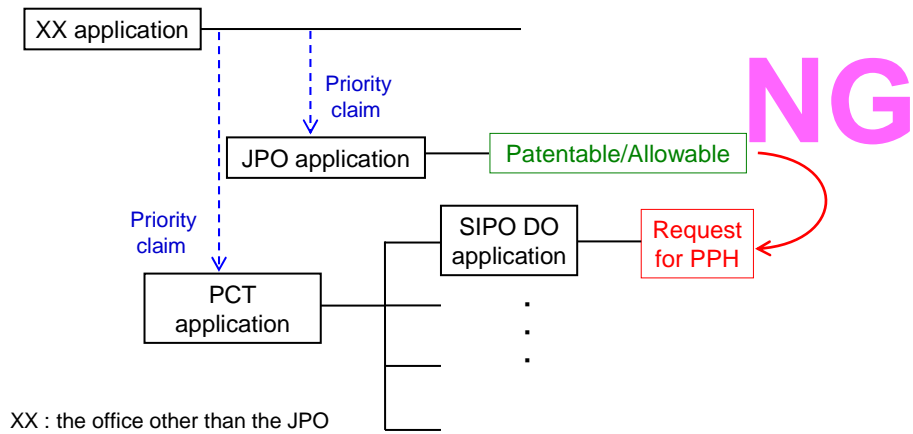 XX application
NG
Priority
claim
JPO application
Patentable/Allowable
Priority
claim
SIPO DO
application
Request
for PPH
PCT
application
XX : the office other than the JPO